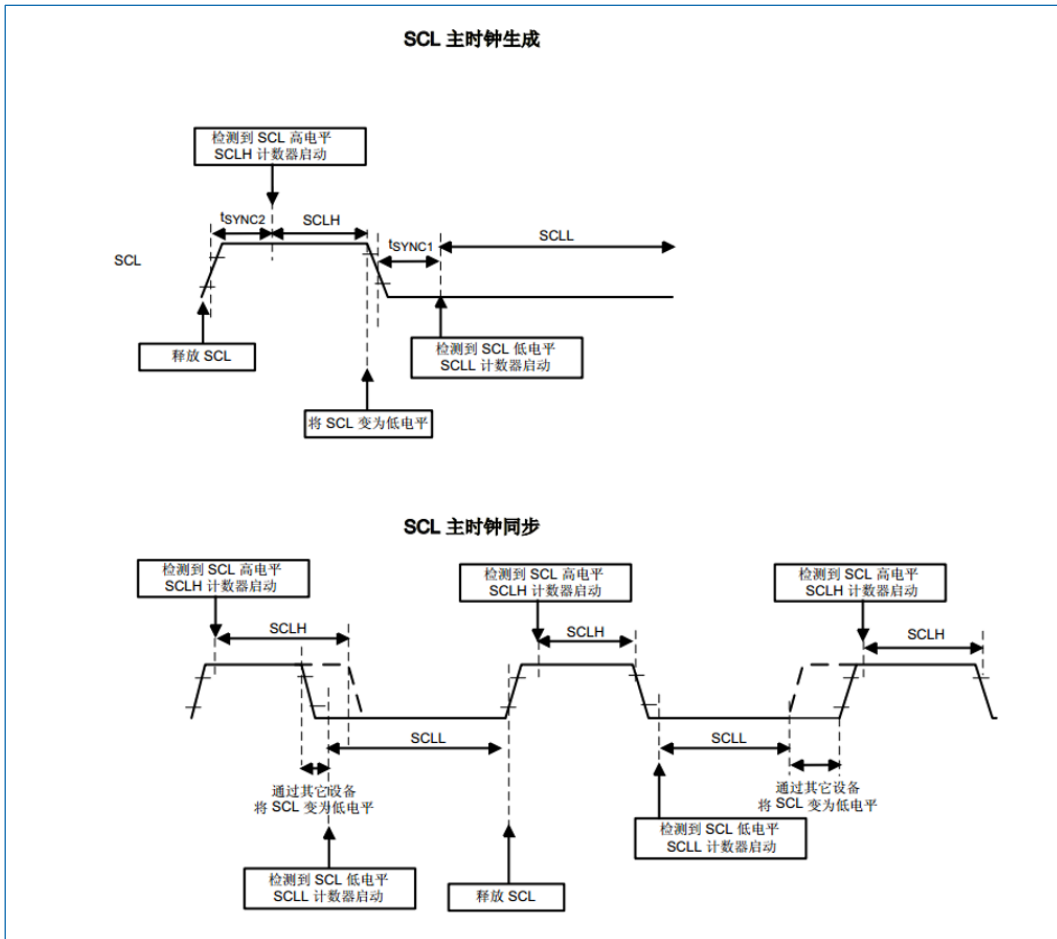 SCL 主时钟生成
检测到 SCL 高电平
SCLH 计数器启动
tSYNC2
SCLH
tSYNC1
SCLL
SCL
释放 SCL
检测到 SCL 低电平
SCLL 计数器启动
将 SCL 变为低电平
SCL 主时钟同步
检测到 SCL 高电平
SCLH 计数器启动
检测到 SCL 高电平
SCLH 计数器启动
检测到 SCL 高电平
SCLH 计数器启动
SCLH
SCLH
SCLH
SCLL
SCLL
通过其它设备
将 SCL 变为低电平
通过其它设备
将 SCL 变为低电平
检测到 SCL 低电平
SCLL 计数器启动
检测到 SCL 低电平
SCLL 计数器启动
释放 SCL